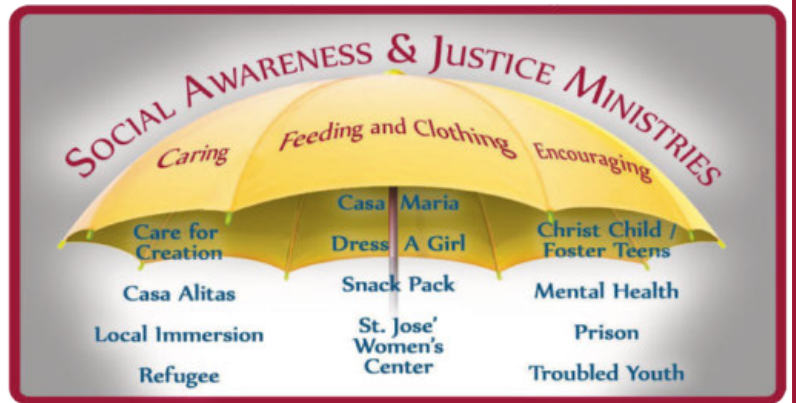 SOCIAL AWARENESS & JUSTICE MINISTRIES
Caring
Feeding and Clothing
Encouraging
Care for
Creation
Casa Alitas
Local Immersion
Refugee
Casa Maria
Dress A Girl
Snack Pack
St. Jose'
Women's
Center
Christ Child /
Foster Teens
Mental Health
Prison
Troubled Youth